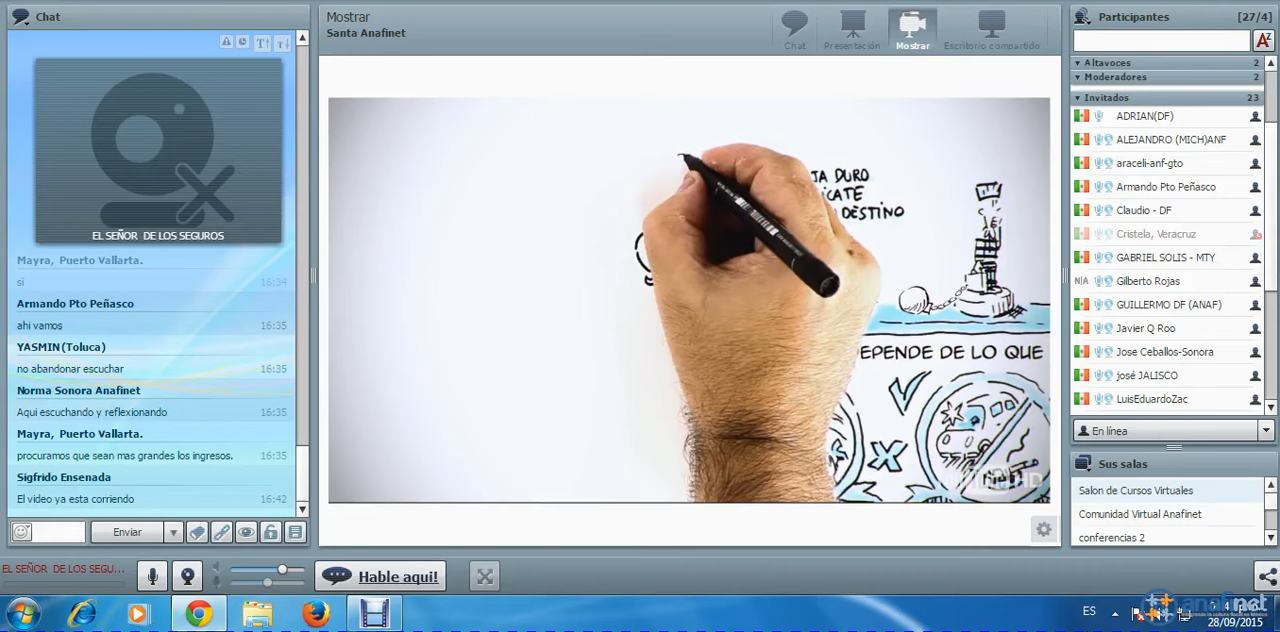 Chat
EL SEÑOR DE LOS SEGUROS
Mayra, Puerto Vallarta.
si 16:34
Armando Pto Peñasco
ahi vamos 16:35
YASMIN(Toluca)
no abandonar escuchar 16:35
Norma Sonora Anafinet
Aqui escuchando y reflexionando 16:35
Mayra, Puerto Vallarta.
procuramos que sean mas grandes los ingresos. 16:35
Sigfrido Ensenada
El video ya esta corriendo 16:42
Enviar
EL SEÑOR DE LOS SEGU...
Hable aqui!
Mostrar
Santa Anafinet
Chat
Presentación
Mostrar
Escritorio compartido
DURO
DESTINO
EPENDE DE LO QUE
HD
Participantes [27/4]
Altavoces 2
Moderadores 2
Invitados 23
ADRIAN(DF)
ALEJANDRO (MICH)ANF
araceli-anf-gto
Armando Pto Peñasco
Claudio - DF
Cristela, Veracruz
GABRIEL SOLIS - MTY
N/A Gilberto Rojas
GUILLERMO DF (ANAF)
Javier Q Roo
Jose Ceballos-Sonora
josé JALISCO
LuisEduardoZac
En línea
Sus salas
Salon de Cursos Virtuales
Comunidad Virtual Anafinet
conferencias 2
ES
anafinet
28/09/2015